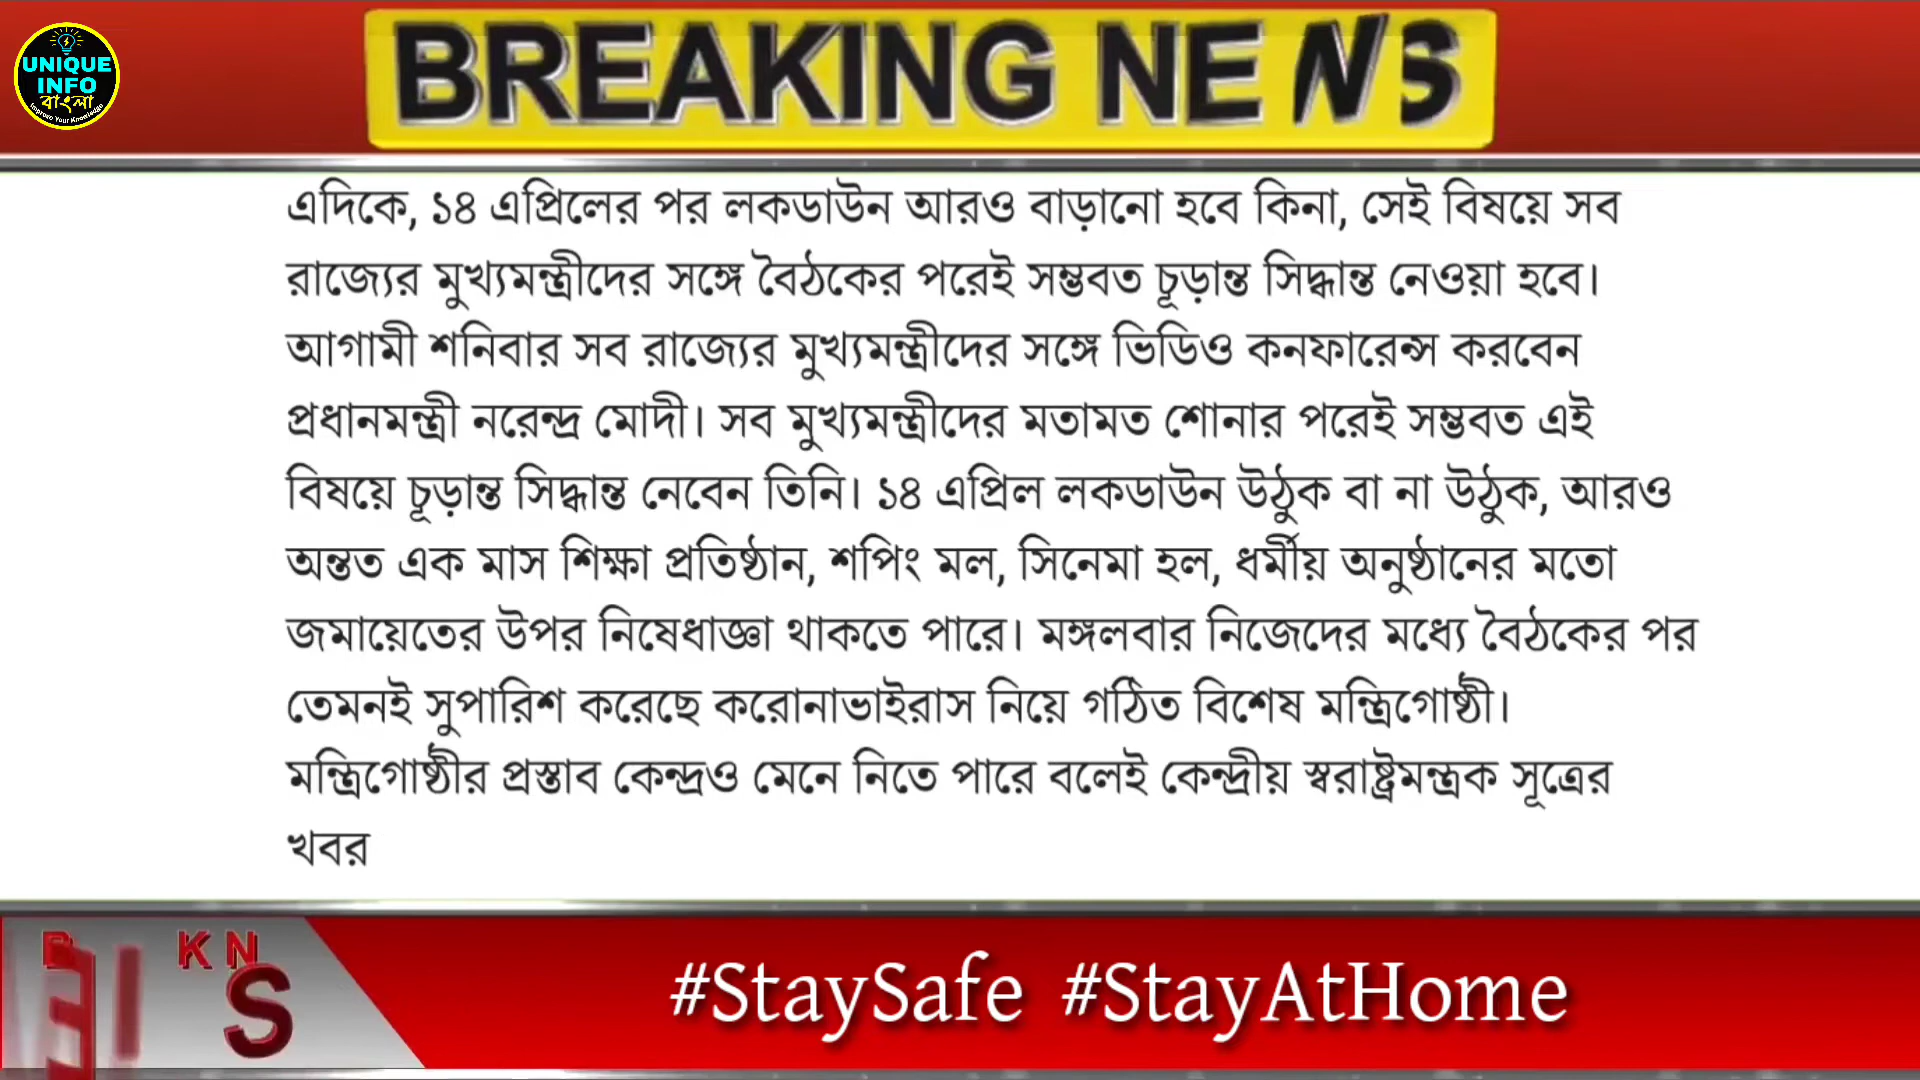 UNIQUE
INFO
বাংলা
Improve Your Knowledge
BREAKING NEWS
এদিকে, ১৪ এপ্রিলের পর লকডাউন আরও বাড়ানো হবে কিনা, সেই বিষয়ে সব
রাজ্যের মুখ্যমন্ত্রীদের সঙ্গে বৈঠকের পরেই সম্ভবত চূড়ান্ত সিদ্ধান্ত নেওয়া হবে।
আগামী শনিবার সব রাজ্যের মুখ্যমন্ত্রীদের সঙ্গে ভিডিও কনফারেন্স করবেন
প্রধানমন্ত্রী নরেন্দ্র মোদী। সব মুখ্যমন্ত্রীদের মতামত শোনার পরেই সম্ভবত এই
বিষয়ে চূড়ান্ত সিদ্ধান্ত নেবেন তিনি। ১৪ এপ্রিল লকডাউন উঠুক বা না উঠুক, আরও
অন্তত এক মাস শিক্ষা প্রতিষ্ঠান, শপিং মল, সিনেমা হল, ধর্মীয় অনুষ্ঠানের মতো
জমায়েতের উপর নিষেধাজ্ঞা থাকতে পারে। মঙ্গলবার নিজেদের মধ্যে বৈঠকের পর
তেমনই সুপারিশ করেছে করোনাভাইরাস নিয়ে গঠিত বিশেষ মন্ত্রিগোষ্ঠী।
মন্ত্রিগোষ্ঠীর প্রস্তাব কেন্দ্রও মেনে নিতে পারে বলেই কেন্দ্রীয় স্বরাষ্ট্রমন্ত্রক সূত্রের
খবর
#StaySafe #StayAtHome